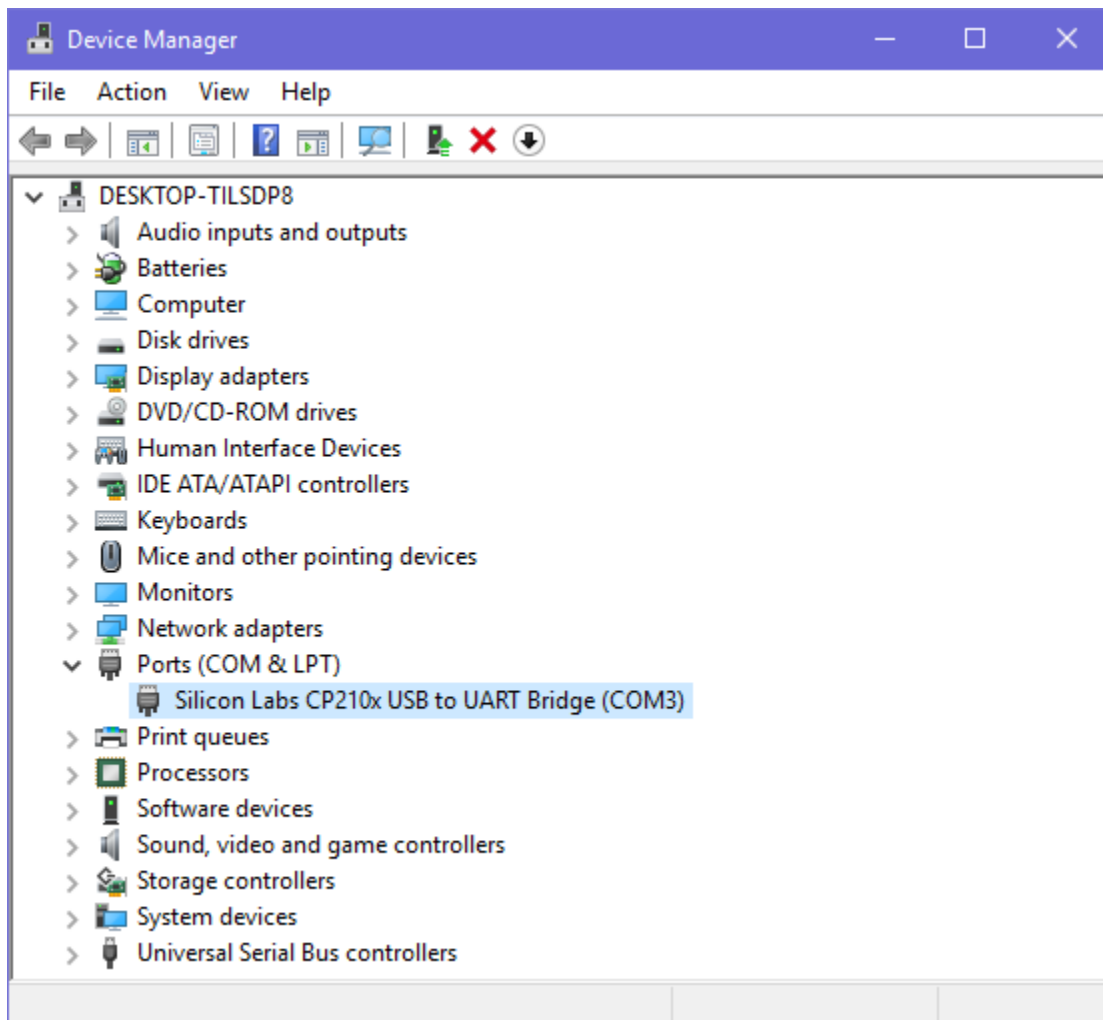 Device Manager
File Action View Help
?
DESKTOP-TILSDP8
Audio inputs and outputs
Batteries
Computer
Disk drives
Display adapters
DVD/CD-ROM drives
Human Interface Devices
IDE ATA/ATAPI controllers
Keyboards
Mice and other pointing devices
Monitors
Network adapters
Ports (COM & LPT)
Silicon Labs CP210x USB to UART Bridge (COM3)
Print queues
Processors
Software devices
Sound, video and game controllers
Storage controllers
System devices
Universal Serial Bus controllers